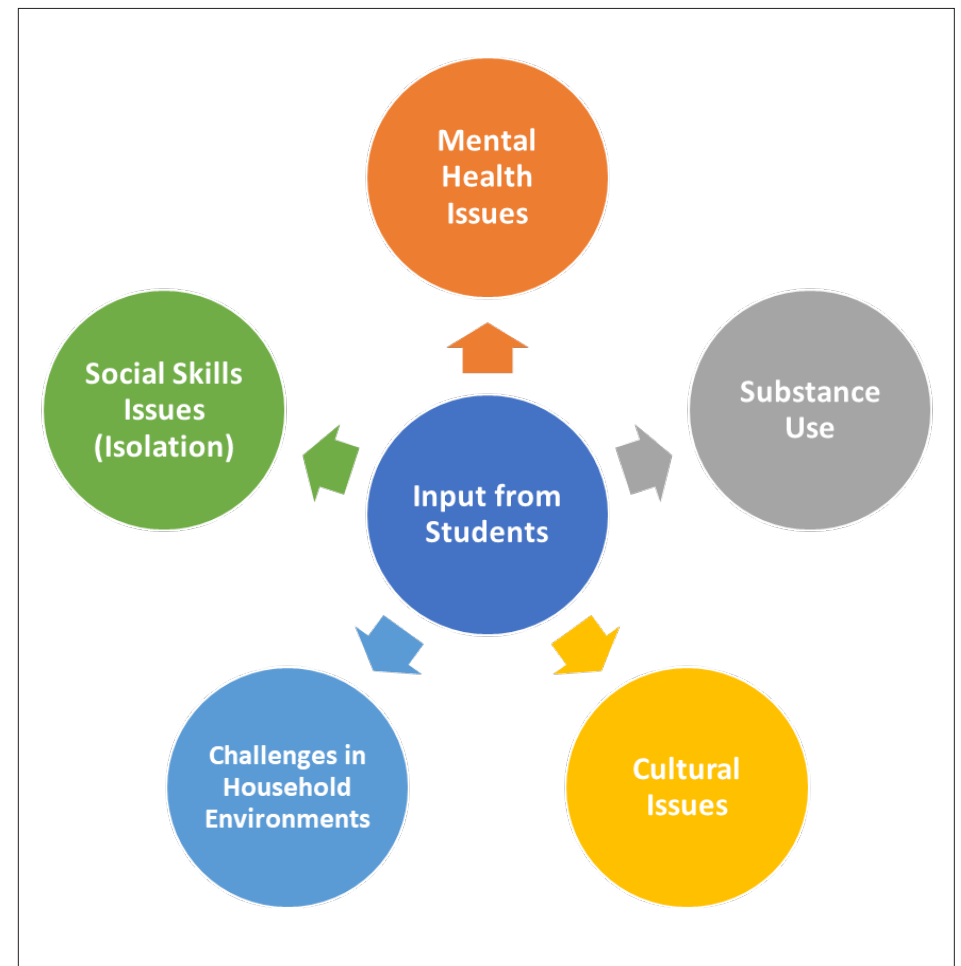 Mental
Health
Issues
Social Skills
Issues
(Isolation)
Substance
Use
Input from
Students
Challenges in
Household
Environments
Cultural
Issues